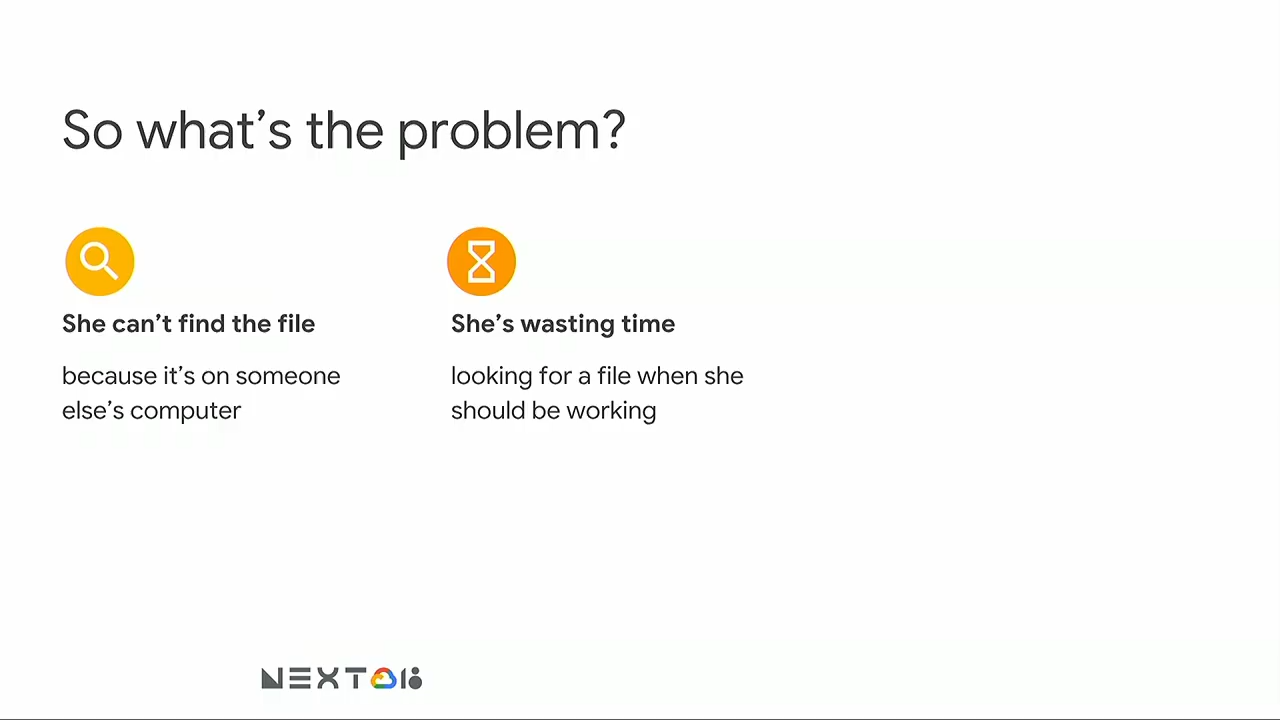 So what’s the problem?
She can’t find the file
because it’s on someone
else’s computer
She’s wasting time
looking for a file when she
should be working
NEXT 18